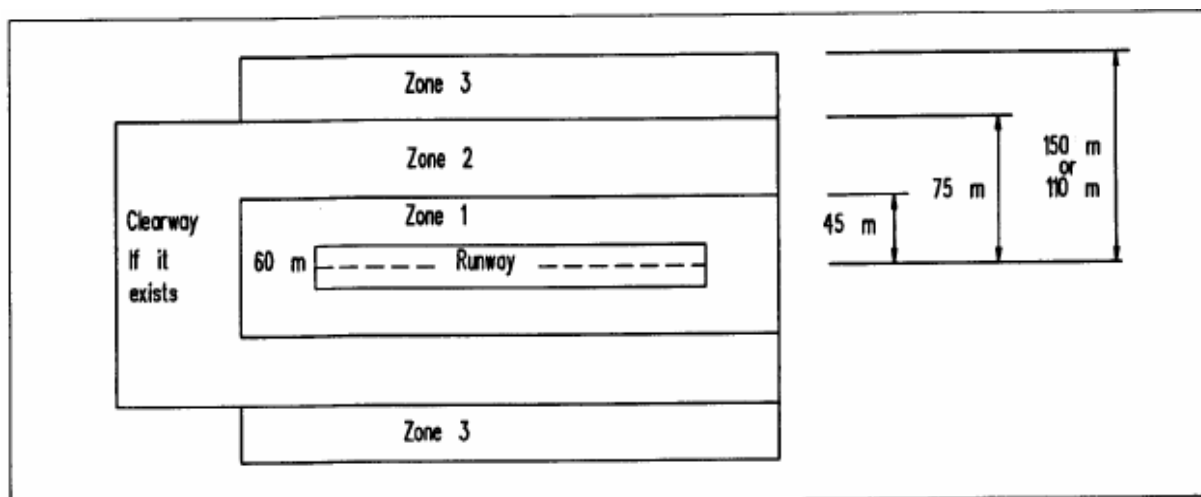 Zone 3
Zone 2
Zone 1
Clearway
If it
exists
60 m
Runway
Zone 3
45 m
75 m
150 m
or
110 m